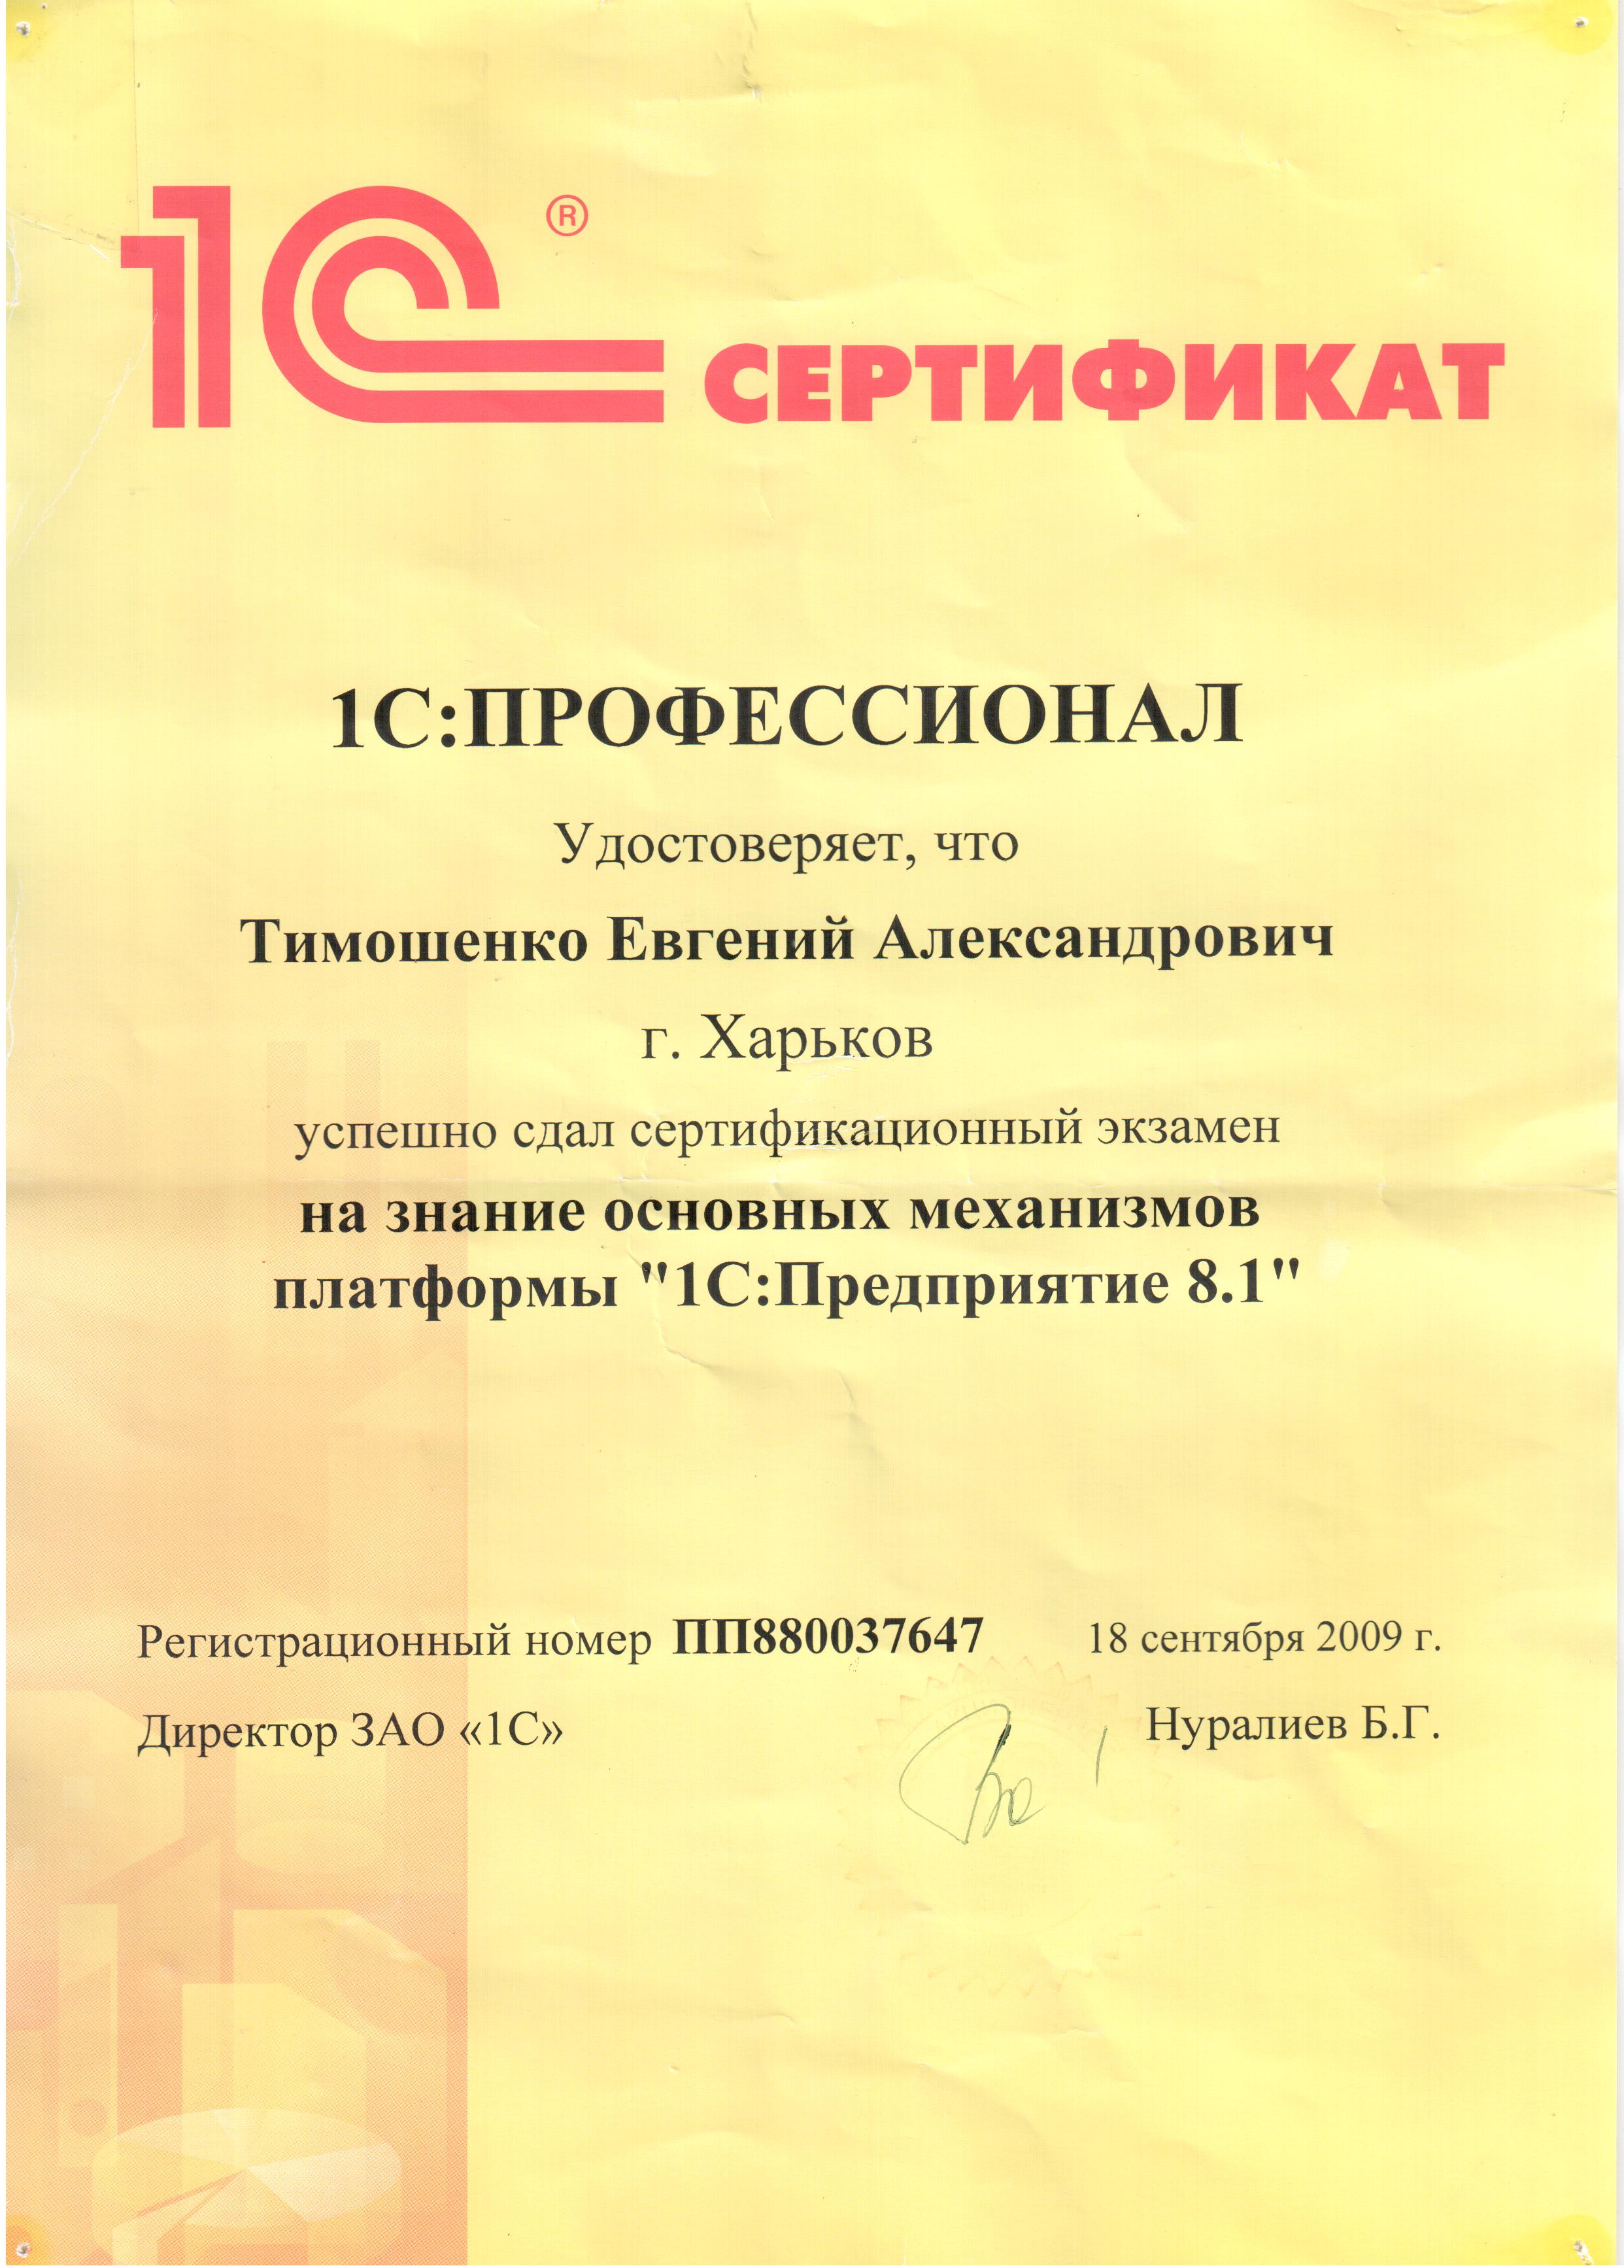 1С® СЕРТИФИКАТ
1С:ПРОФЕССИОНАЛ
Удостоверяет, что
Тимошенко Евгений Александрович
г. Харьков
успешно сдал сертификационный экзамен
на знание основных механизмов
платформы "1С:Предприятие 8.1"
Регистрационный номер ПП880037647 18 сентября 2009 г.
Директор ЗАО «1С» Нуралиев Б.Г.